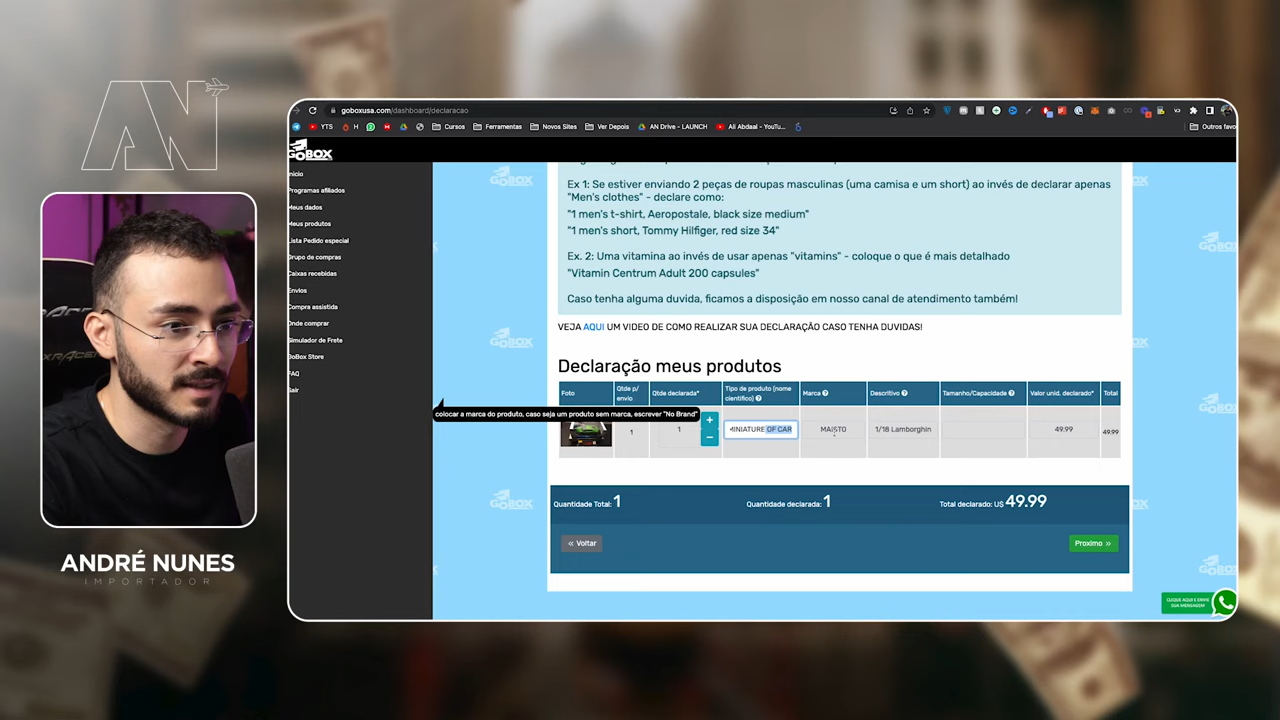 AN
ANDRÉ NUNES
IMPORTADOR
goboxusa.com/dashboard/declaracao
YTS
H
Cursos
Ferramentas
Novos Sites
Ver Depois
AN Drive - LAUNCH
Ali Abdaal - YouTu...
Outros favo
GOBOX
Inicio
Programas afiliados
Meus dados
Meus produtos
Lista Pedido especial
Grupo de compras
Caixas recebidas
Envios
Compra assistida
Onde comprar
Simulador de Frete
GoBox Store
FAQ
Sair
Ex 1: Se estiver enviando 2 peças de roupas masculinas (uma camisa e um short) ao invés de declarar apenas
"Men's clothes" - declare como:
"1 men's t-shirt, Aeropostale, black size medium"
"1 men's short, Tommy Hilfiger, red size 34"
Ex. 2: Uma vitamina ao invés de usar apenas "vitamins" - coloque o que é mais detalhado
"Vitamin Centrum Adult 200 capsules"
Caso tenha alguma duvida, ficamos a disposição em nosso canal de atendimento também!
VEJA AQUI UM VIDEO DE COMO REALIZAR SUA DECLARAÇÃO CASO TENHA DUVIDAS!
Declaração meus produtos
Foto
Qtde p/
envio
Qtde declarada*
Tipo de produto (nome
científico)
Marca
Descritivo
Tamanho/Capacidade
Valor unid. declarado*
Total
colocar a marca do produto, caso seja um produto sem marca, escrever "No Brand"
1
1
+
−
INIATURE OF CAR
MAISTO
1/18 Lamborghin
49.99
49.99
Quantidade Total: 1
Quantidade declarada: 1
Total declarado: U$ 49.99
« Voltar
Proximo »
CLIQUE AQUI E ENVIE
SUA MENSAGEM